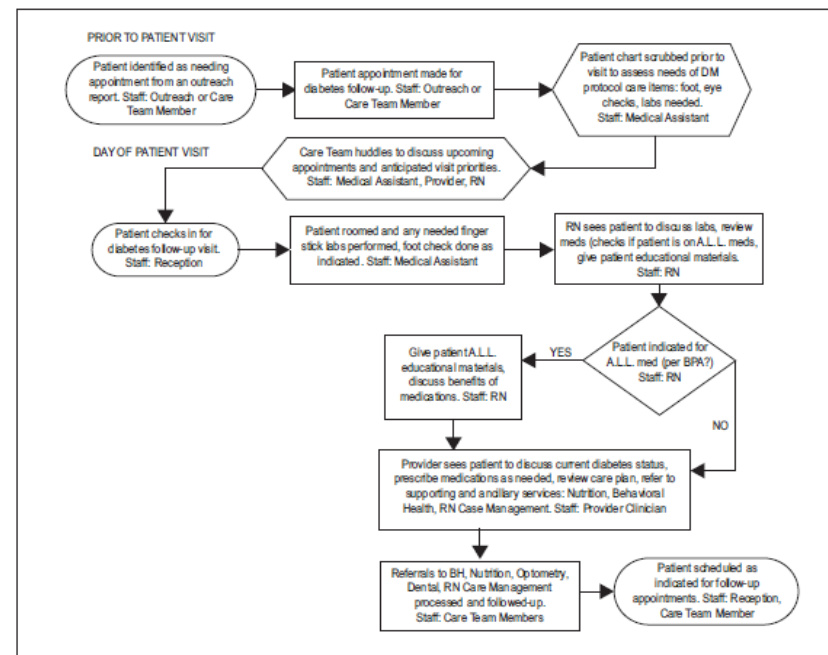 PRIOR TO PATIENT VISIT
Patient identified as needing
appointment from an outreach
report. Staff: Outreach or Care
Team Member
Patient appointment made for
diabetes follow-up. Staff: Outreach or
Care Team Member
Patient chart scrubbed prior to
visit to assess needs of DM
protocol care items: foot, eye
checks, labs needed.
Staff: Medical Assistant
DAY OF PATIENT VISIT
Care Team huddles to discuss upcoming
appointments and anticipated visit priorities.
Staff: Medical Assistant, Provider, RN
Patient checks in for
diabetes follow-up visit.
Staff: Reception
Patient roomed and any needed finger
stick labs performed, foot check done as
indicated. Staff: Medical Assistant
RN sees patient to discuss labs, review
meds (checks if patient is on A.L.L. meds,
give patient educational materials.
Staff: RN
Patient indicated for
A.L.L. med (per BPA?)
Staff: RN
YES
Give patient A.L.L.
educational materials,
discuss benefits of
medications. Staff: RN
NO
Provider sees patient to discuss current diabetes status,
prescribe medications as needed, review care plan, refer to
supporting and ancillary services: Nutrition, Behavioral
Health, RN Case Management. Staff: Provider Clinician
Referrals to BH, Nutrition, Optometry,
Dental, RN Care Management
processed and followed-up.
Staff: Care Team Members
Patient scheduled as
indicated for follow-up
appointments. Staff: Reception,
Care Team Member